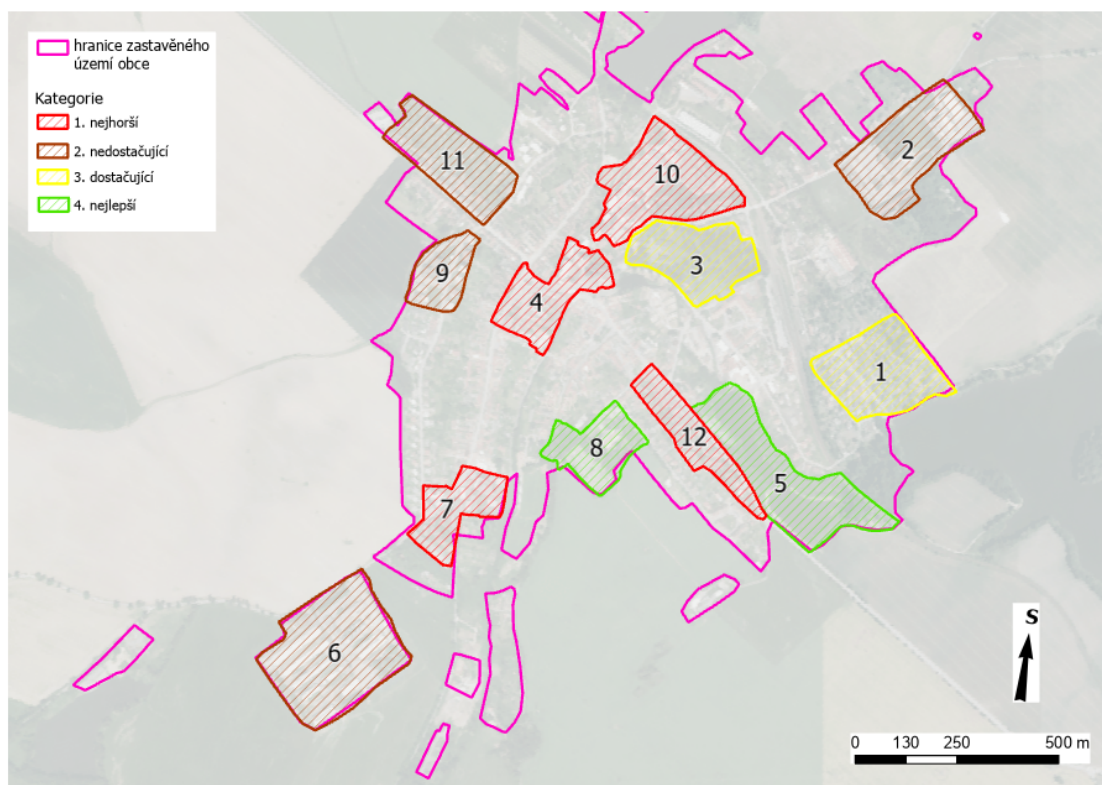 hranice zastavěného
území obce
Kategorie
1. nejhorší
2. nedostačující
3. dostačující
4. nejlepší
11
10
2
9
4
3
1
8
12
5
7
6
S
0 130 250 500 m